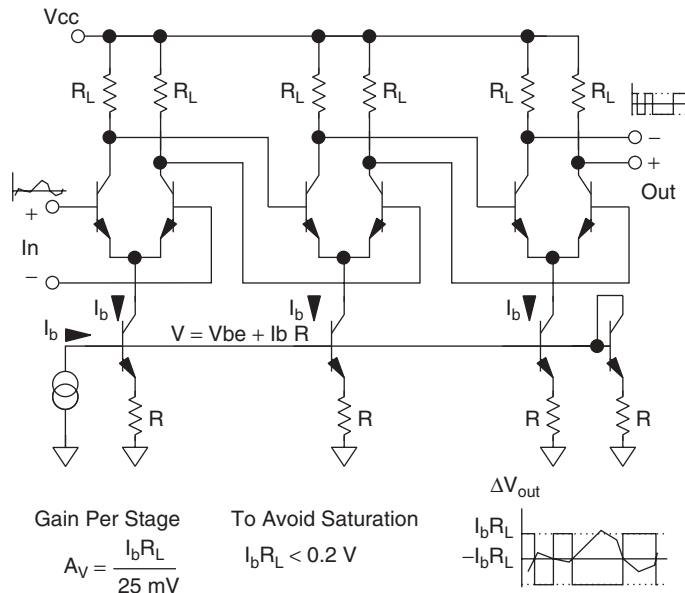 Vcc
R_L R_L R_L R_L R_L R_L
−
+
Out
+
In
−
I_b I_b I_b
I_b
V = Vbe + Ib R
R R R R
ΔV_out
Gain Per Stage To Avoid Saturation
A_V = I_bR_L / 25 mV
I_bR_L < 0.2 V
I_bR_L
−I_bR_L